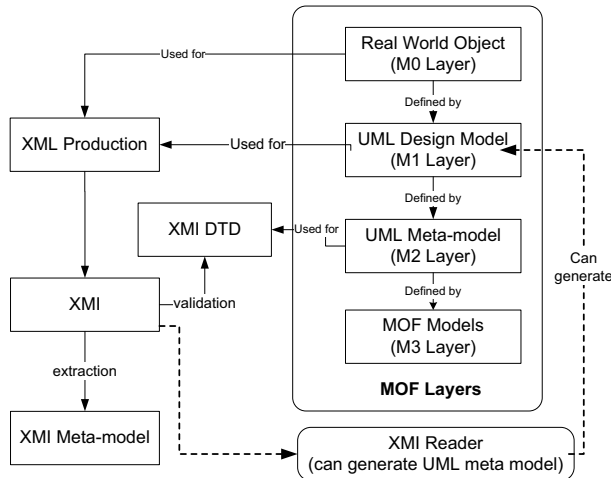 Real World Object
(M0 Layer)
Used for
Defined by
XML Production
Used for
UML Design Model
(M1 Layer)
Defined by
XMI DTD
Used for
UML Meta-model
(M2 Layer)
Can
generate
Defined by
XMI
validation
MOF Models
(M3 Layer)
extraction
MOF Layers
XMI Meta-model
XMI Reader
(can generate UML meta model)